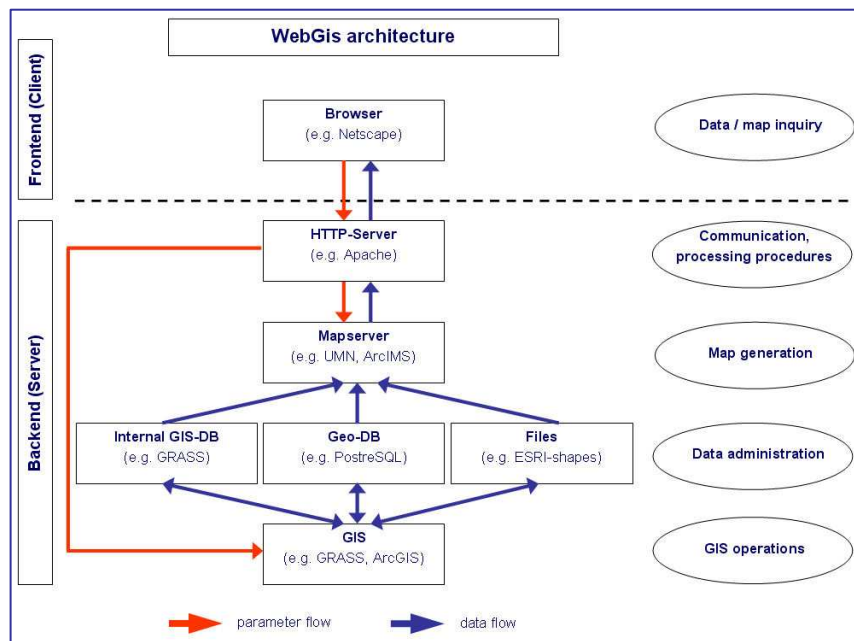 WebGis architecture
Frontend (Client)
Browser
(e.g. Netscape)
Data / map inquiry
Backend (Server)
HTTP-Server
(e.g. Apache)
Communication,
processing procedures
Mapserver
(e.g. UMN, ArcIMS)
Map generation
Internal GIS-DB
(e.g. GRASS)
Geo-DB
(e.g. PostreSQL)
Files
(e.g. ESRI-shapes)
Data administration
GIS
(e.g. GRASS, ArcGIS)
GIS operations
parameter flow
data flow